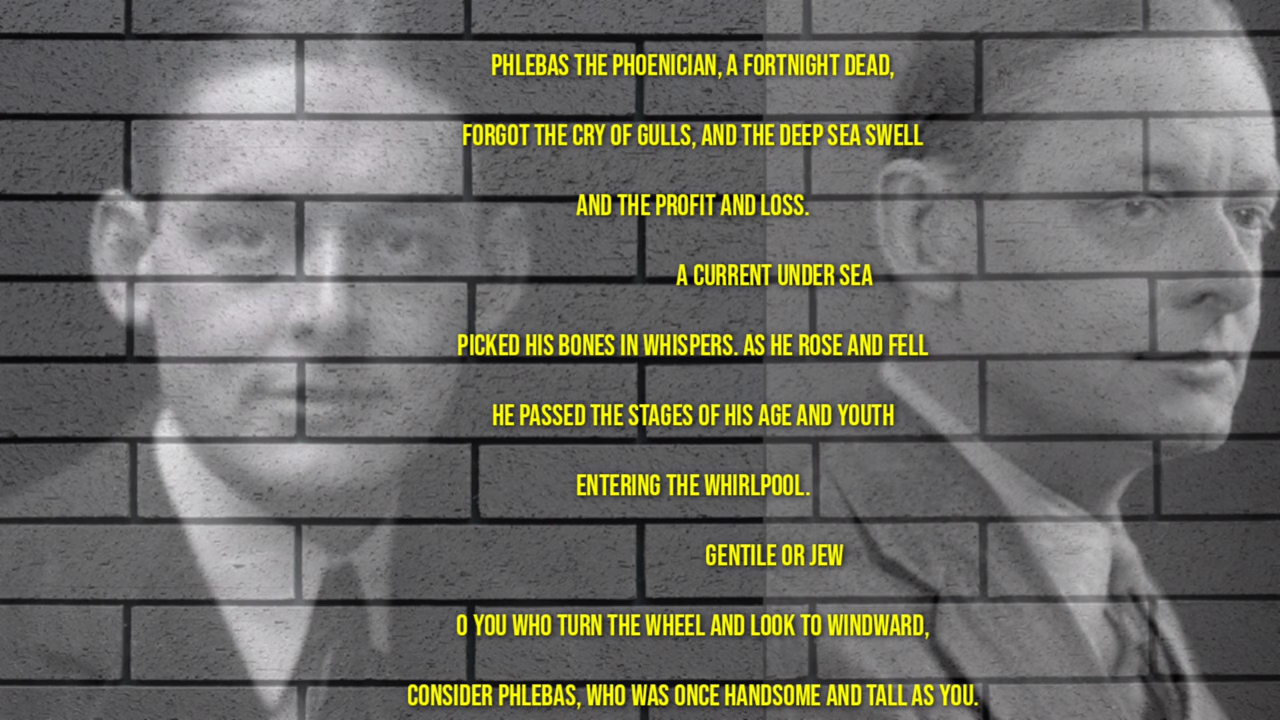 PHLEBAS THE PHOENICIAN, A FORTNIGHT DEAD,
FORGOT THE CRY OF GULLS, AND THE DEEP SEA SWELL
AND THE PROFIT AND LOSS.
A CURRENT UNDER SEA
PICKED HIS BONES IN WHISPERS. AS HE ROSE AND FELL
HE PASSED THE STAGES OF HIS AGE AND YOUTH
ENTERING THE WHIRLPOOL.
GENTILE OR JEW
O YOU WHO TURN THE WHEEL AND LOOK TO WINDWARD,
CONSIDER PHLEBAS, WHO WAS ONCE HANDSOME AND TALL AS YOU.